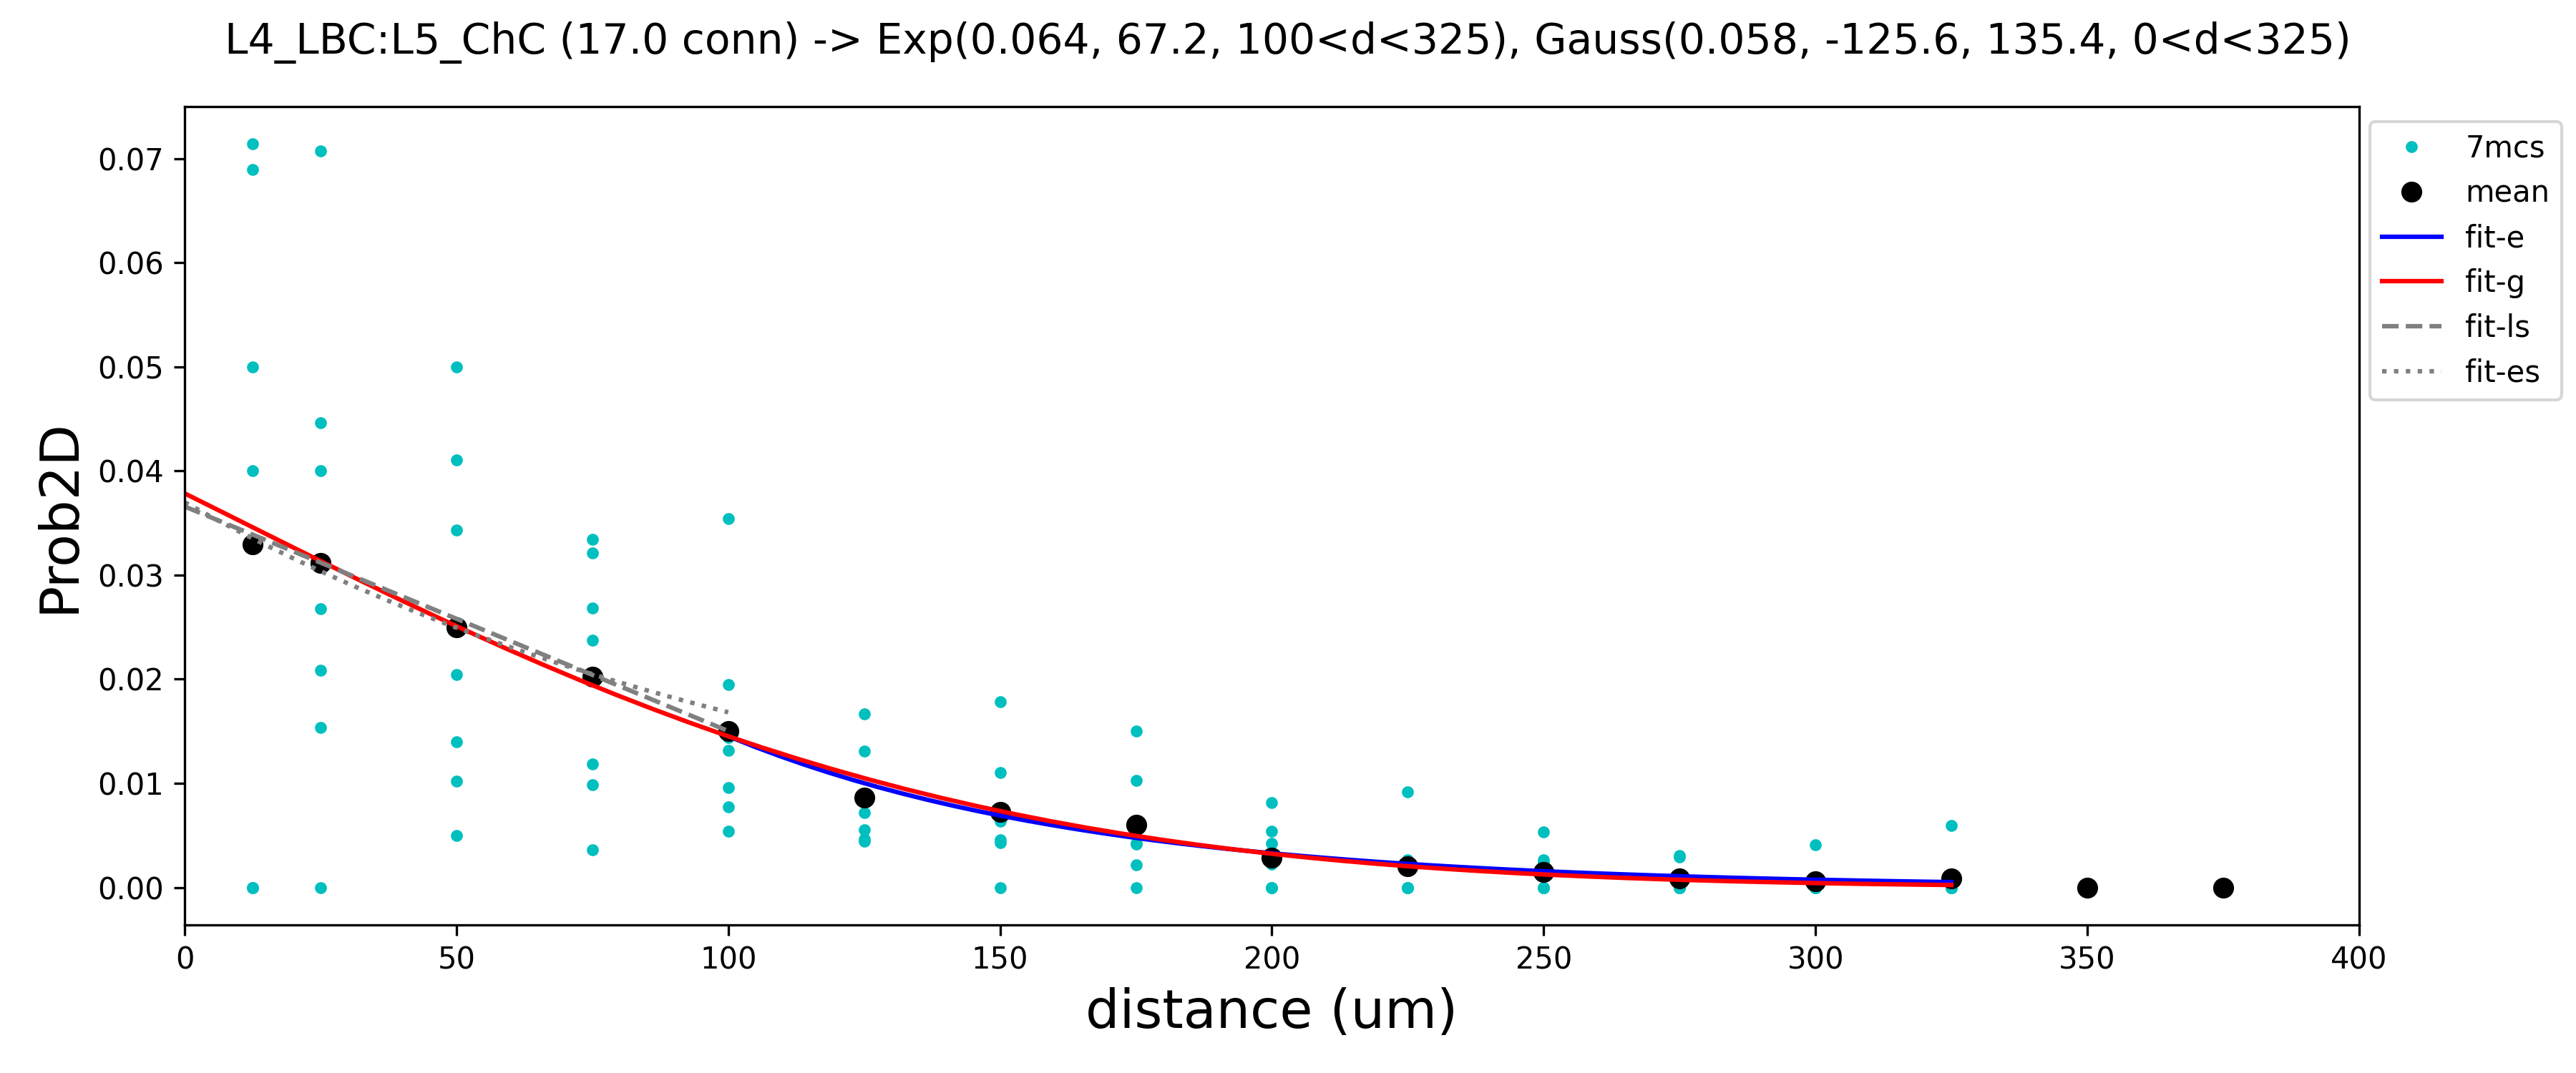 L4_LBC:L5_ChC (17.0 conn) -> Exp(0.064, 67.2, 100<d<325), Gauss(0.058, -125.6, 135.4, 0<d<325)
7mcs
mean
fit-e
fit-g
fit-ls
fit-es
Prob2D
0.07
0.06
0.05
0.04
0.03
0.02
0.01
0.00
0 50 100 150 200 250 300 350 400
distance (um)